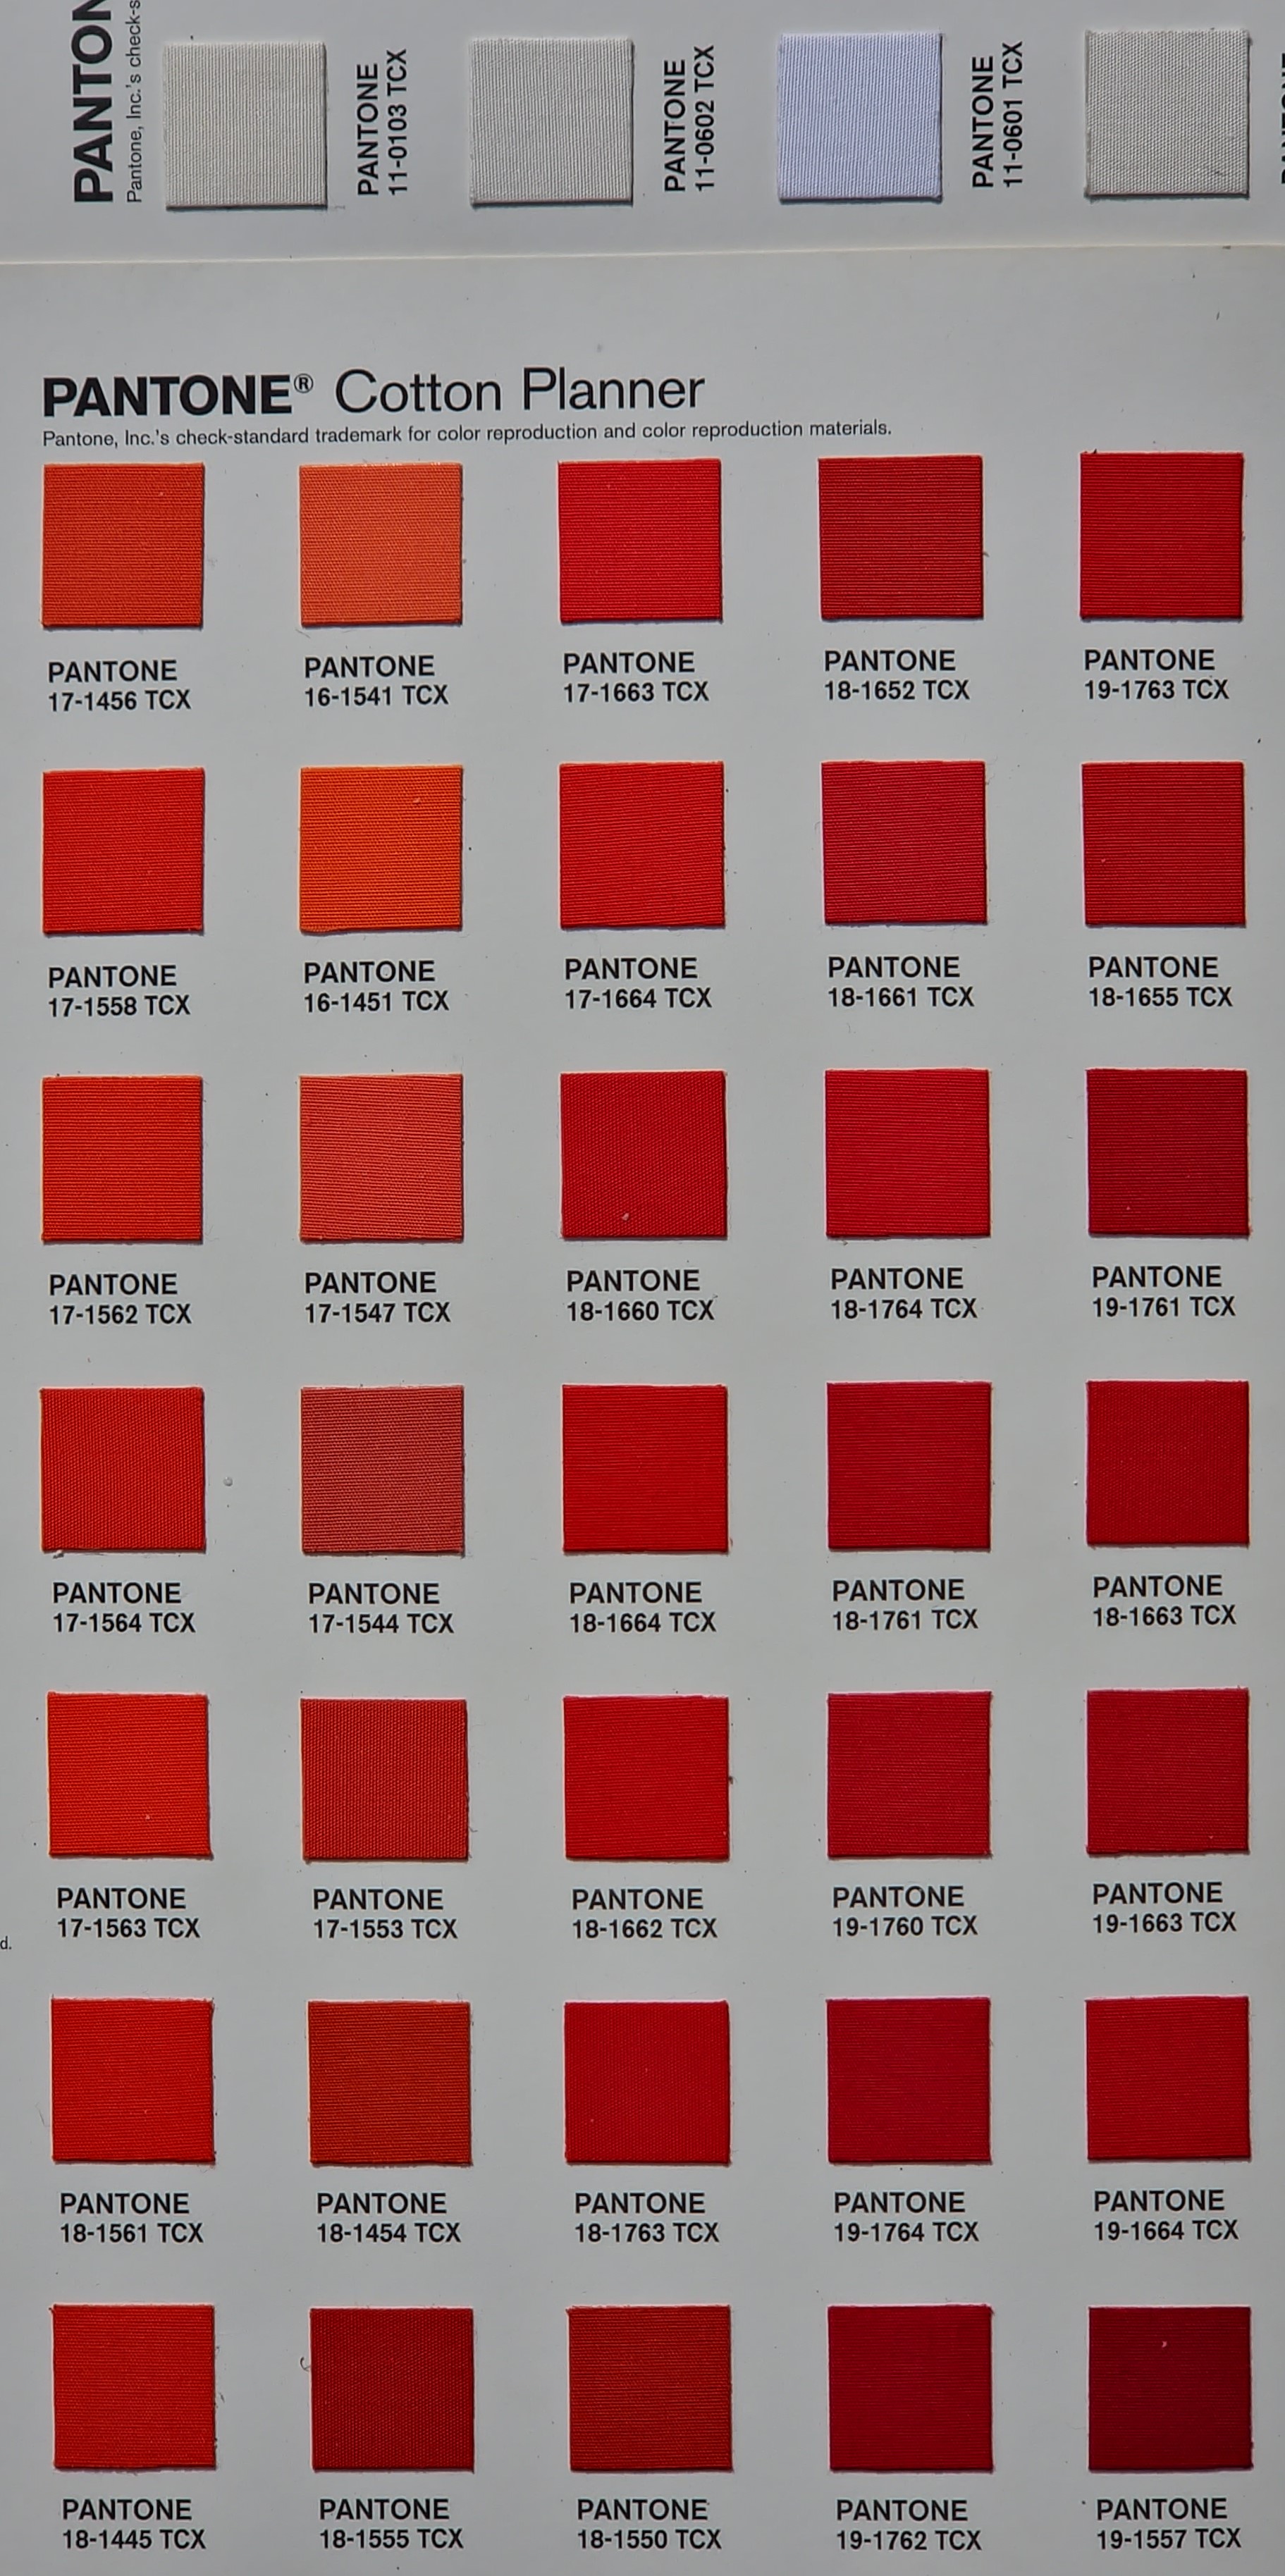 PANTON
Pantone, Inc.'s check-s
PANTONE
11-0103 TCX
PANTONE
11-0602 TCX
PANTONE
11-0601 TCX
PANTONE® Cotton Planner
Pantone, Inc.'s check-standard trademark for color reproduction and color reproduction materials.
PANTONE
17-1456 TCX
PANTONE
16-1541 TCX
PANTONE
17-1663 TCX
PANTONE
18-1652 TCX
PANTONE
19-1763 TCX
PANTONE
17-1558 TCX
PANTONE
16-1451 TCX
PANTONE
17-1664 TCX
PANTONE
18-1661 TCX
PANTONE
18-1655 TCX
PANTONE
17-1562 TCX
PANTONE
17-1547 TCX
PANTONE
18-1660 TCX
PANTONE
18-1764 TCX
PANTONE
19-1761 TCX
PANTONE
17-1564 TCX
PANTONE
17-1544 TCX
PANTONE
18-1664 TCX
PANTONE
18-1761 TCX
PANTONE
18-1663 TCX
PANTONE
17-1563 TCX
PANTONE
17-1553 TCX
PANTONE
18-1662 TCX
PANTONE
19-1760 TCX
PANTONE
19-1663 TCX
d.
PANTONE
18-1561 TCX
PANTONE
18-1454 TCX
PANTONE
18-1763 TCX
PANTONE
19-1764 TCX
PANTONE
19-1664 TCX
PANTONE
18-1445 TCX
PANTONE
18-1555 TCX
PANTONE
18-1550 TCX
PANTONE
19-1762 TCX
PANTONE
19-1557 TCX